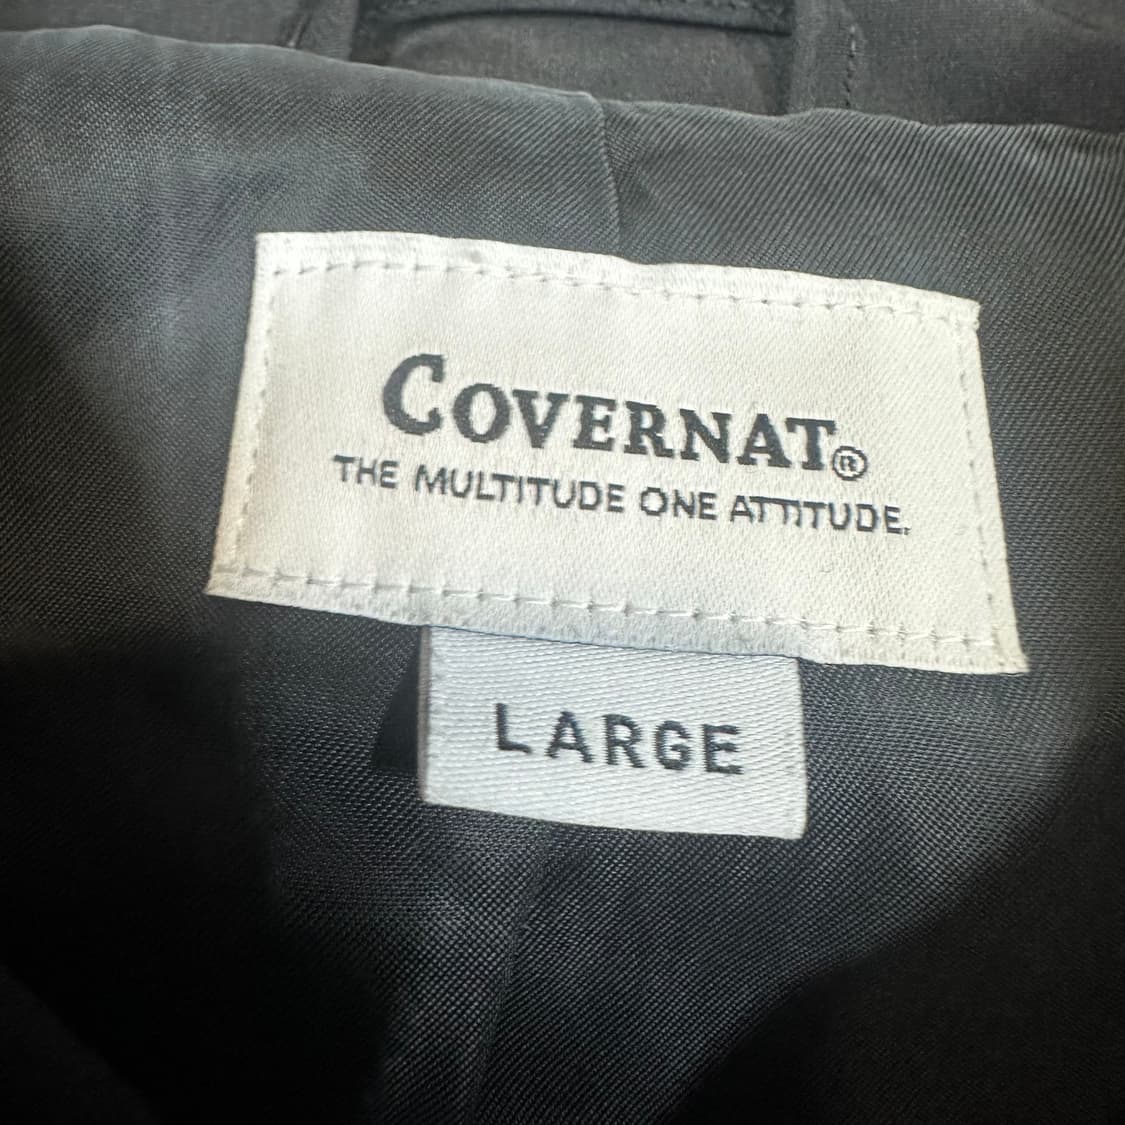 COVERNAT®
THE MULTITUDE ONE ATTITUDE.
LARGE